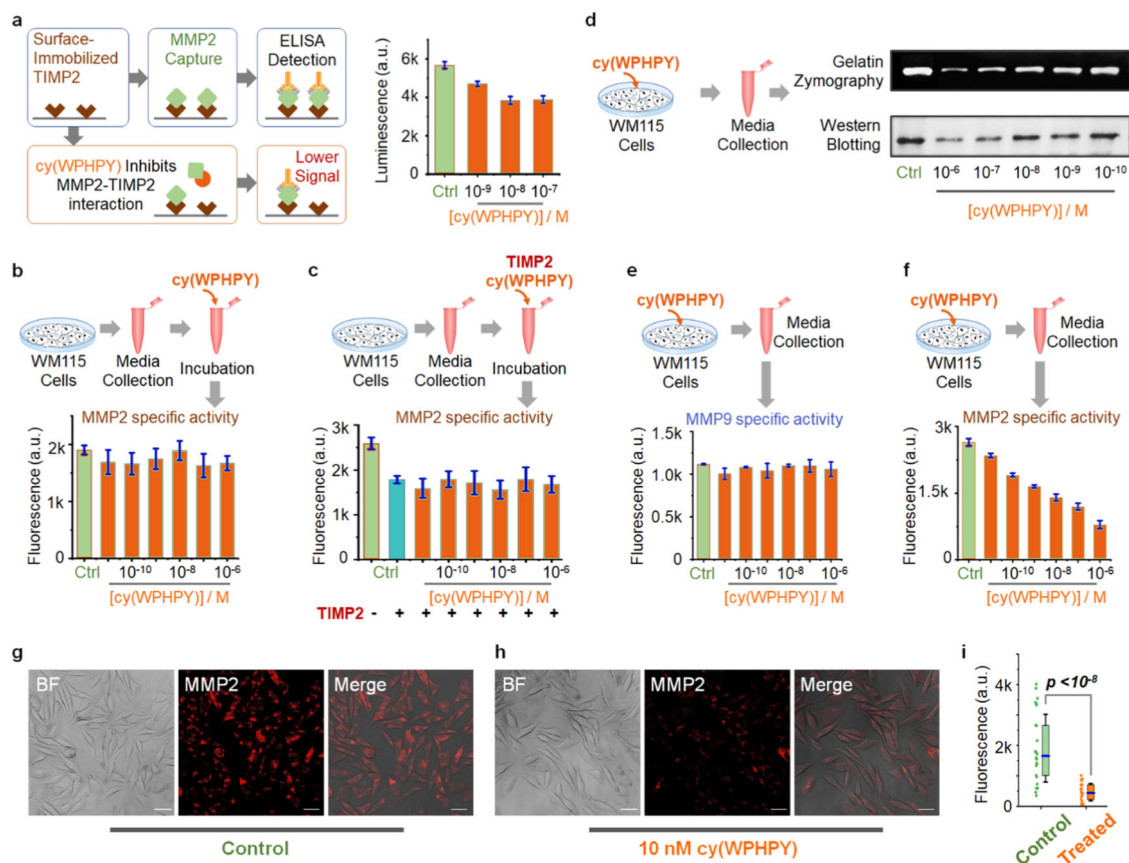 a
Surface-
Immobilized
TIMP2
MMP2
Capture
ELISA
Detection
cy(WPHPY) Inhibits
MMP2-TIMP2
interaction
Lower
Signal
Luminescence (a.u.)
6k
4k
2k
0
Ctrl 10⁻⁹ 10⁻⁸ 10⁻⁷
[cy(WPHPY)] / M
d
cy(WPHPY)
WM115
Cells
Media
Collection
Gelatin
Zymography
Western
Blotting
Ctrl 10⁻⁶ 10⁻⁷ 10⁻⁸ 10⁻⁹ 10⁻¹⁰
[cy(WPHPY)] / M
b
cy(WPHPY)
WM115
Cells
Media
Collection
Incubation
MMP2 specific activity
Fluorescence (a.u.)
2k
1k
0
Ctrl 10⁻¹⁰ 10⁻⁸ 10⁻⁶
[cy(WPHPY)] / M
c
TIMP2
cy(WPHPY)
WM115
Cells
Media
Collection
Incubation
MMP2 specific activity
Fluorescence (a.u.)
3k
2k
1k
0
Ctrl 10⁻¹⁰ 10⁻⁸ 10⁻⁶
[cy(WPHPY)] / M
TIMP2 - + + + + + + +
e
cy(WPHPY)
WM115
Cells
Media
Collection
MMP9 specific activity
Fluorescence (a.u.)
1.5k
1.0k
0.5k
0
Ctrl 10⁻¹⁰ 10⁻⁸ 10⁻⁶
[cy(WPHPY)] / M
f
cy(WPHPY)
WM115
Cells
Media
Collection
MMP2 specific activity
Fluorescence (a.u.)
3k
1.5k
0
Ctrl 10⁻¹⁰ 10⁻⁸ 10⁻⁶
[cy(WPHPY)] / M
g
BF
MMP2
Merge
Control
h
BF
MMP2
Merge
10 nM cy(WPHPY)
i
Fluorescence (a.u.)
4k
2k
0
p <10⁻⁸
Control
Treated